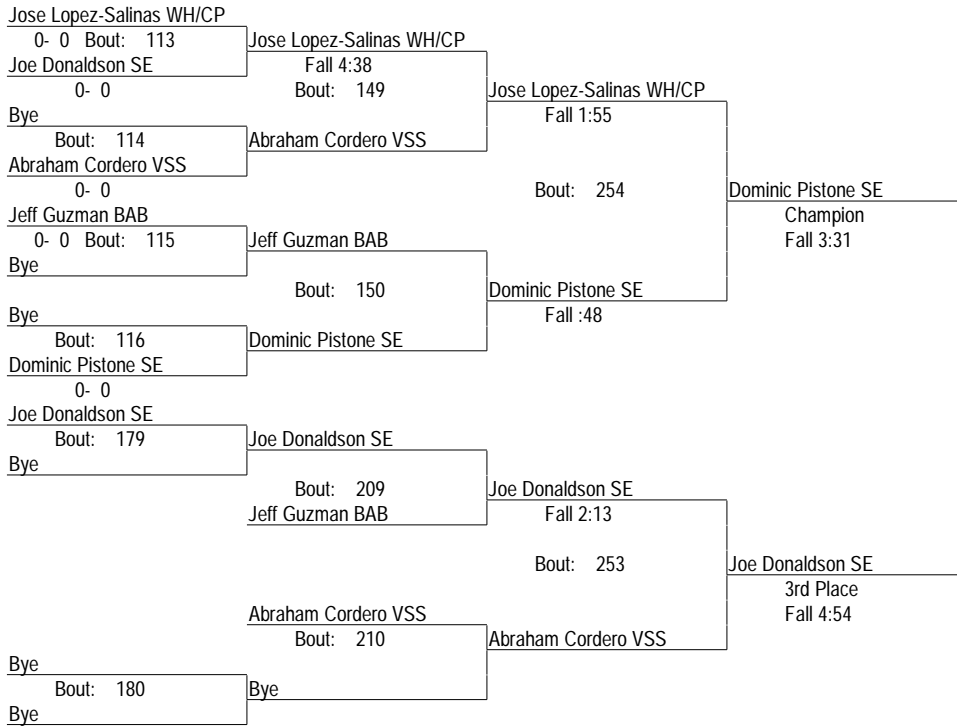 Jose Lopez-Salinas WH/CP
0- 0 Bout: 113
Jose Lopez-Salinas WH/CP
Joe Donaldson SE
Fall 4:38
0- 0
Bout: 149
Jose Lopez-Salinas WH/CP
Bye
Fall 1:55
Bout: 114
Abraham Cordero VSS
Abraham Cordero VSS
0- 0
Bout: 254
Dominic Pistone SE
Jeff Guzman BAB
Champion
0- 0 Bout: 115
Jeff Guzman BAB
Fall 3:31
Bye
Bout: 150
Dominic Pistone SE
Bye
Fall :48
Bout: 116
Dominic Pistone SE
Dominic Pistone SE
0- 0
Joe Donaldson SE
Bout: 179
Joe Donaldson SE
Bye
Bout: 209
Joe Donaldson SE
Jeff Guzman BAB
Fall 2:13
Bout: 253
Joe Donaldson SE
3rd Place
Abraham Cordero VSS
Fall 4:54
Bout: 210
Abraham Cordero VSS
Bye
Bout: 180
Bye
Bye